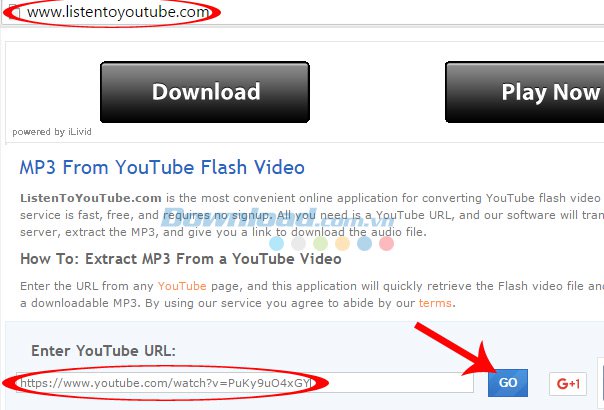 www.listentoyoutube.com
Download
Play Now
powered by iLivid
MP3 From YouTube Flash Video
ListenToYouTube.com is the most convenient online application for converting YouTube flash video
service is fast, free, and requires no signup. All you need is a YouTube URL, and our software will tran
server, extract the MP3, and give you a link to download the audio file.
Download.com.vn
How To: Extract MP3 From a YouTube Video
Enter the URL from any YouTube page, and this application will quickly retrieve the Flash video file and
a downloadable MP3. By using our service you agree to abide by our terms.
Enter YouTube URL:
https://www.youtube.com/watch?v=PuKy9uO4xGY
GO
G+1